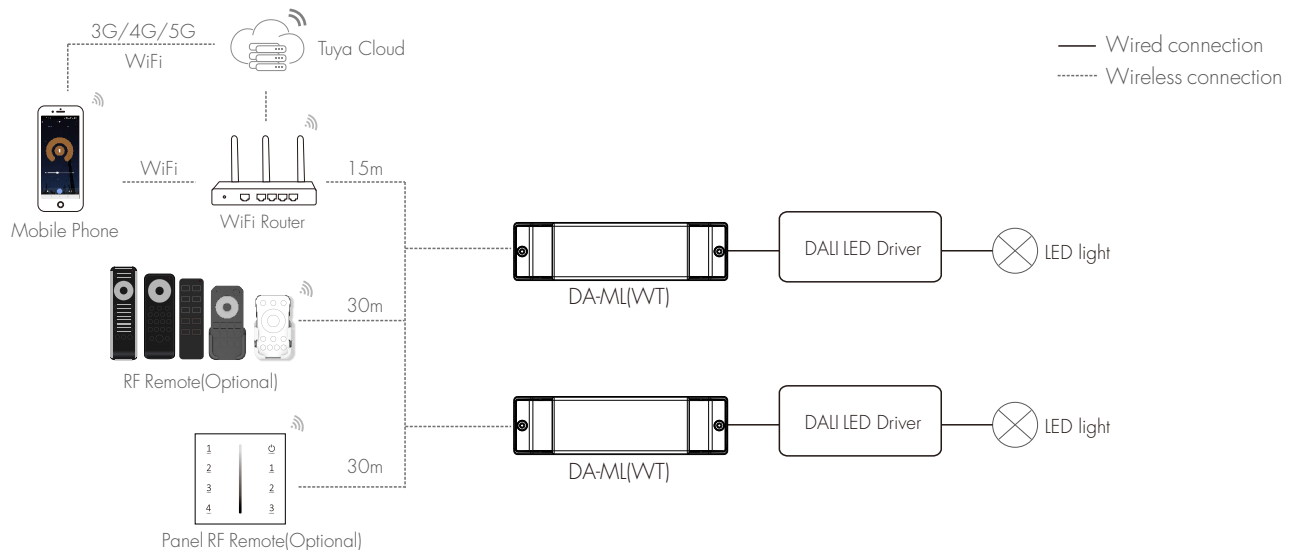 3G/4G/5G
WiFi
Tuya Cloud
Wired connection
Wireless connection
WiFi
15m
Mobile Phone
WiFi Router
DALI LED Driver
LED light
DA-ML(WT)
30m
RF Remote(Optional)
DALI LED Driver
LED light
DA-ML(WT)
30m
1
2
3
4
1
2
3
Panel RF Remote(Optional)